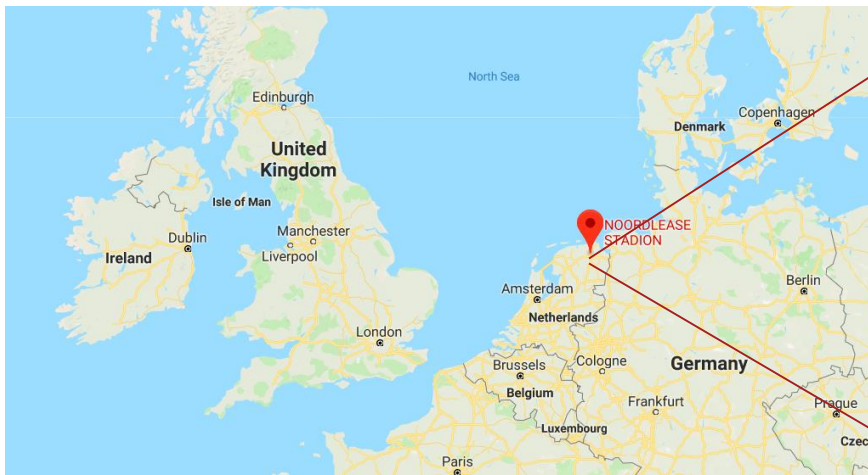 North Sea
Edinburgh
Copenhagen
Denmark
United
Kingdom
Isle of Man
NOORDLEASE
STADION
Dublin
Manchester
Ireland
Liverpool
Amsterdam
Berlin
Netherlands
London
Brussels
Cologne
Germany
Belgium
Frankfurt
Prague
Luxembourg
Czec
Paris